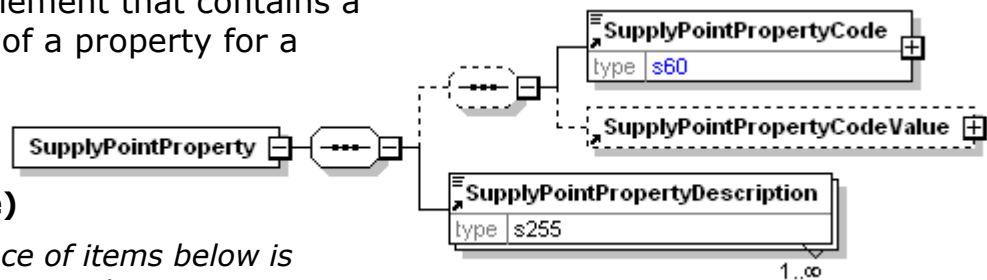 lement that contains a
of a property for a
SupplyPointPropertyCode
type s60
SupplyPointPropertyCodeValue
SupplyPointProperty
SupplyPointPropertyDescription
type s255
1..∞
)
ce of items below is